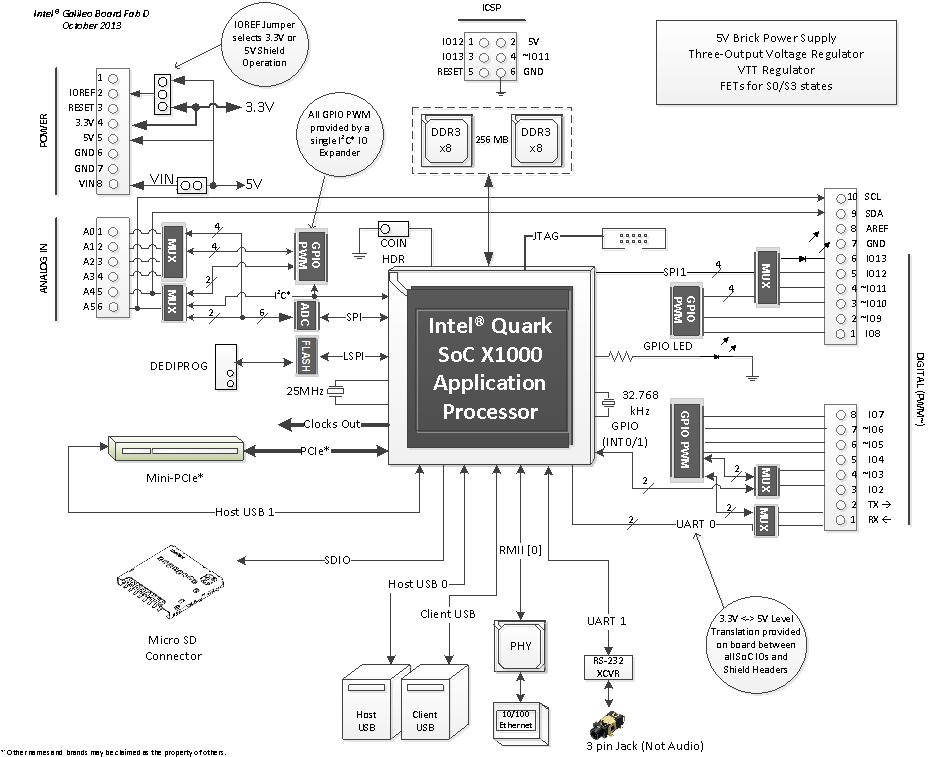 Intel® Galileo Board Fab D
October 2013
IOREF Jumper
selects 3.3V or
5V Shield
Operation
ICSP
IO12 1 2 5V
IO13 3 4 ~IO11
RESET 5 6 GND
5V Brick Power Supply
Three-Output Voltage Regulator
VTT Regulator
FETs for S0/S3 states
POWER
1
IOREF 2
RESET 3
3.3V 4
5V 5
GND 6
GND 7
VIN 8
3.3V
VIN
5V
All GPIO PWM
provided by a
single I²C* IO
Expander
DDR3
x8
256 MB
DDR3
x8
ANALOG IN
A0 1
A1 2
A2 3
A3 4
A4 5
A5 6
MUX
MUX
4
4
2
2
6
GPIO
PWM
I²C*
ADC
SPI
COIN
HDR
JTAG
10 SCL
9 SDA
8 AREF
7 GND
6 IO13
5 IO12
4 ~IO11
3 ~IO10
2 ~IO9
1 IO8
SPI1
4
MUX
4
GPIO
PWM
GPIO LED
DIGITAL (PWM~)
Intel® Quark
SoC X1000
Application
Processor
DEDIPROG
FLASH
LSPI
25MHz
Clocks Out
PCIe*
Mini-PCIe*
32.768
kHz
GPIO
(INT0/1)
GPIO PWM
8 IO7
7 ~IO6
6 ~IO5
5 IO4
4 ~IO3
3 IO2
2 TX →
1 RX ←
2
MUX
2
2
MUX
2
UART 0
Host USB 1
SDIO
Host USB 0
Client USB
RMII [0]
UART 1
Micro SD
Connector
Host
USB
Client
USB
PHY
10/100
Ethernet
RS-232
XCVR
3 pin Jack (Not Audio)
3.3V <-> 5V Level
Translation provided
on board between
all SoC IOs and
Shield Headers
* Other names and brands may be claimed as the property of others.